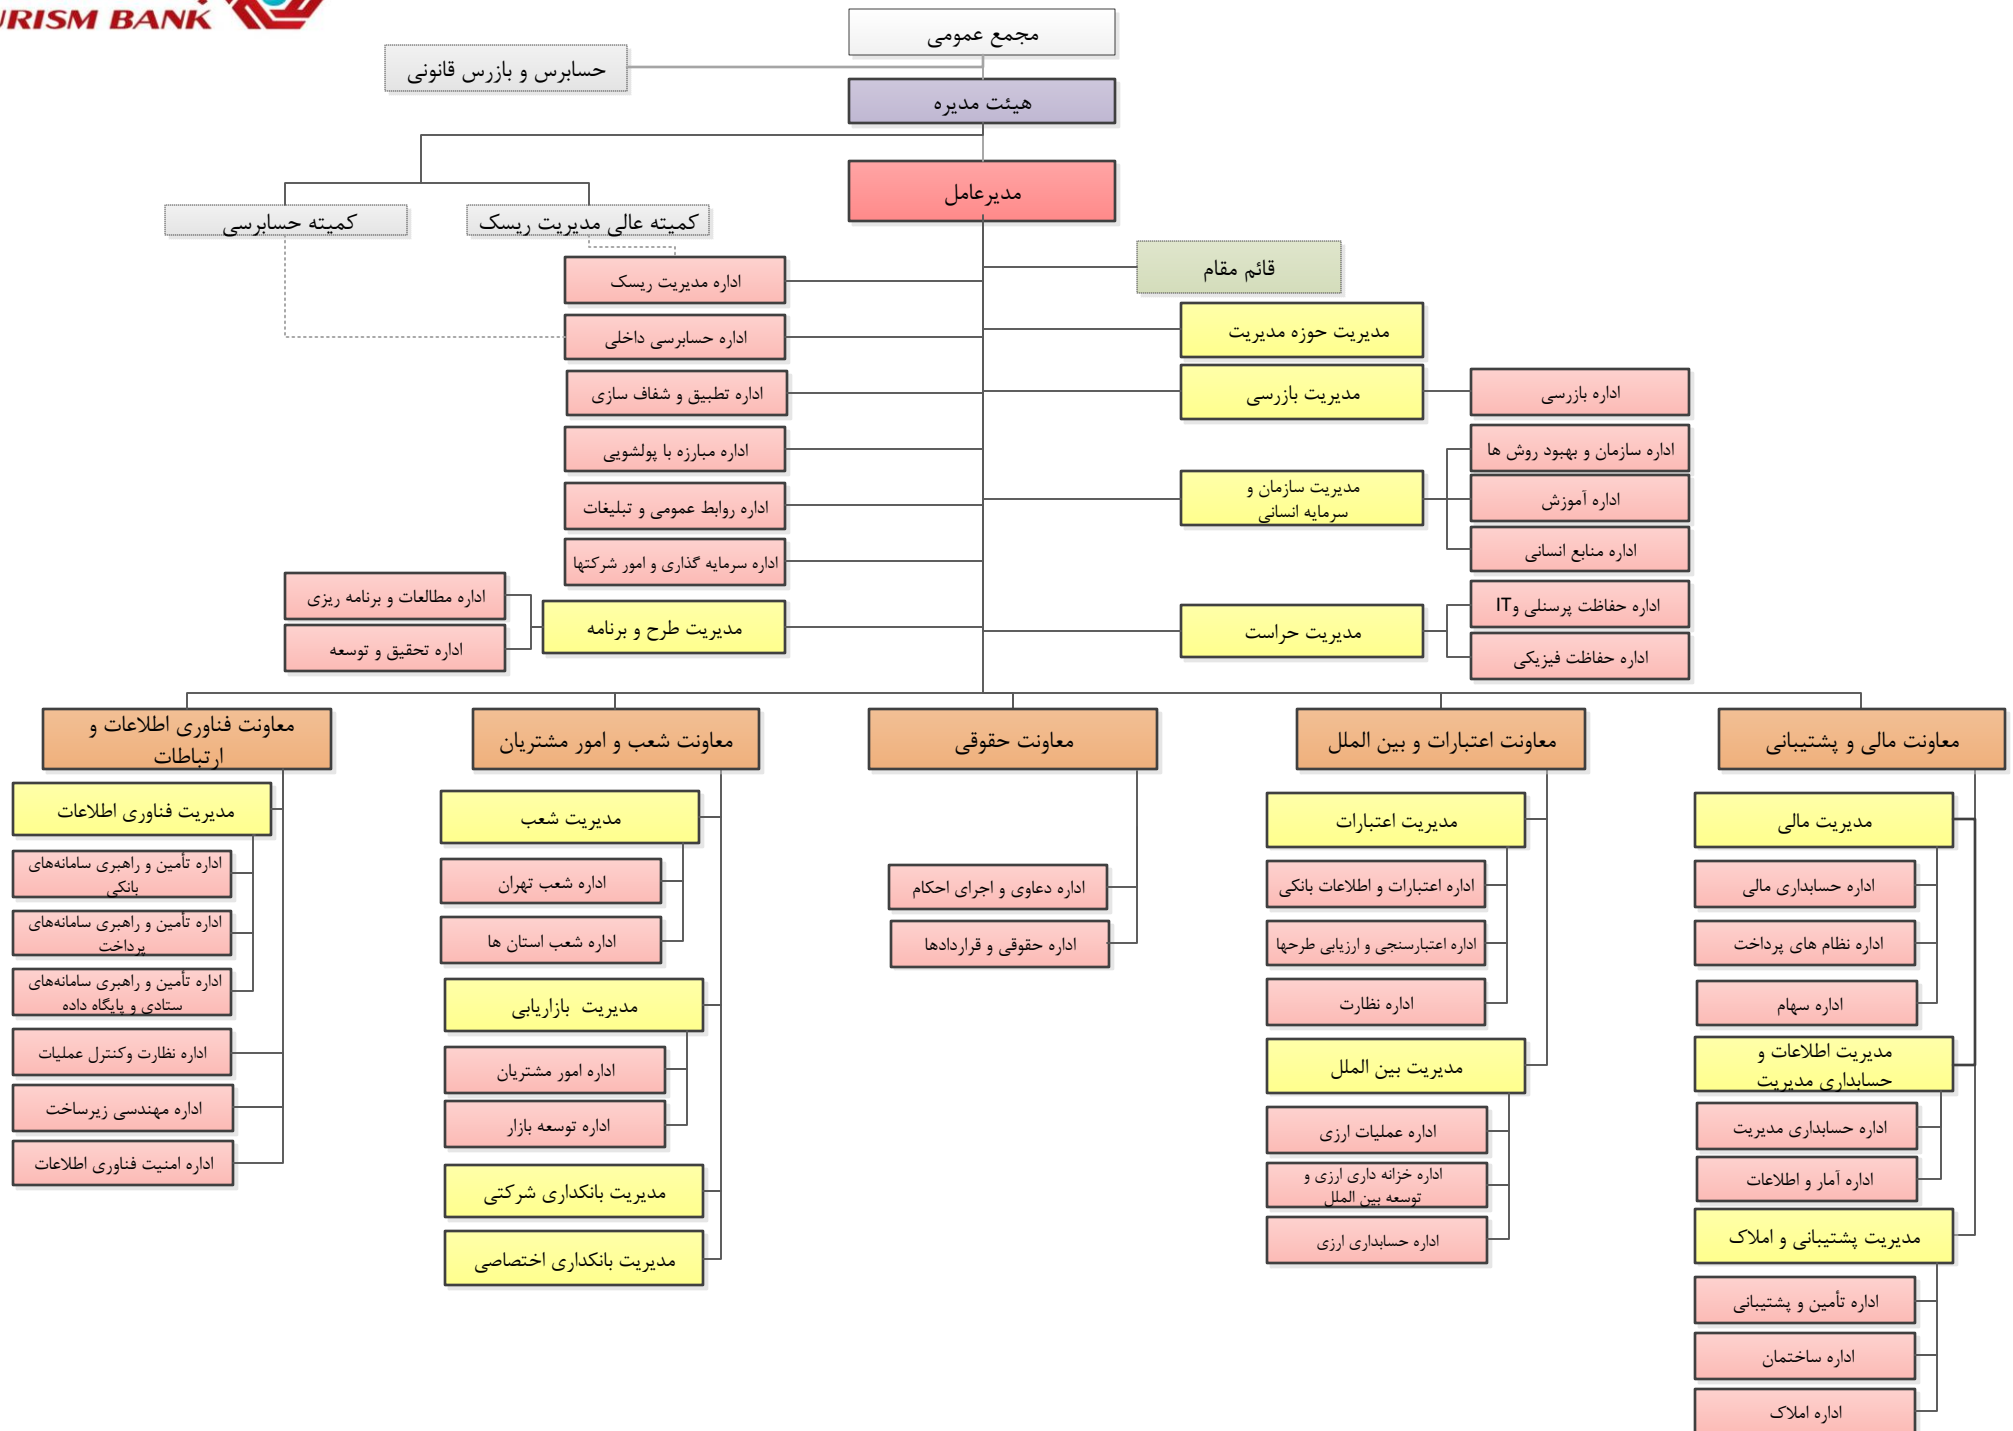 URISM BANK
مجمع عمومی
حسابرس و بازرس قانونی
هیئت مدیره
مدیرعامل
کمیته عالی مدیریت ریسک
کمیته حسابرسی
قائم مقام
اداره مدیریت ریسک
مدیریت حوزه مدیریت
اداره حسابرسی داخلی
مدیریت بازرسی
اداره بازرسی
اداره تطبیق و شفاف سازی
اداره مبارزه با پولشویی
اداره روابط عمومی و تبلیغات
اداره سرمایه گذاری و امور شرکتها
مدیریت سازمان و
سرمایه انسانی
اداره سازمان و بهبود روش ها
اداره آموزش
اداره منابع انسانی
مدیریت حراست
اداره حفاظت پرسنلی وIT
اداره حفاظت فیزیکی
مدیریت طرح و برنامه
اداره مطالعات و برنامه ریزی
اداره تحقیق و توسعه
معاونت مالی و پشتیبانی
مدیریت مالی
اداره حسابداری مالی
اداره نظام های پرداخت
اداره سهام
مدیریت اطلاعات و
حسابداری مدیریت
اداره حسابداری مدیریت
اداره آمار و اطلاعات
مدیریت پشتیبانی و املاک
اداره تأمین و پشتیبانی
اداره ساختمان
اداره املاک
معاونت اعتبارات و بین الملل
مدیریت اعتبارات
اداره اعتبارات و اطلاعات بانکی
اداره اعتبارسنجی و ارزیابی طرحها
اداره نظارت
مدیریت بین الملل
اداره عملیات ارزی
اداره خزانه داری ارزی و
توسعه بین الملل
اداره حسابداری ارزی
معاونت حقوقی
اداره دعاوی و اجرای احکام
اداره حقوقی و قراردادها
معاونت شعب و امور مشتریان
مدیریت شعب
اداره شعب تهران
اداره شعب استان ها
مدیریت بازاریابی
اداره امور مشتریان
اداره توسعه بازار
مدیریت بانکداری شرکتی
مدیریت بانکداری اختصاصی
معاونت فناوری اطلاعات و
ارتباطات
مدیریت فناوری اطلاعات
اداره تأمین و راهبری سامانه‌های
بانکی
اداره تأمین و راهبری سامانه‌های
پرداخت
اداره تأمین و راهبری سامانه‌های
ستادی و پایگاه داده
اداره نظارت وکنترل عملیات
اداره مهندسی زیرساخت
اداره امنیت فناوری اطلاعات